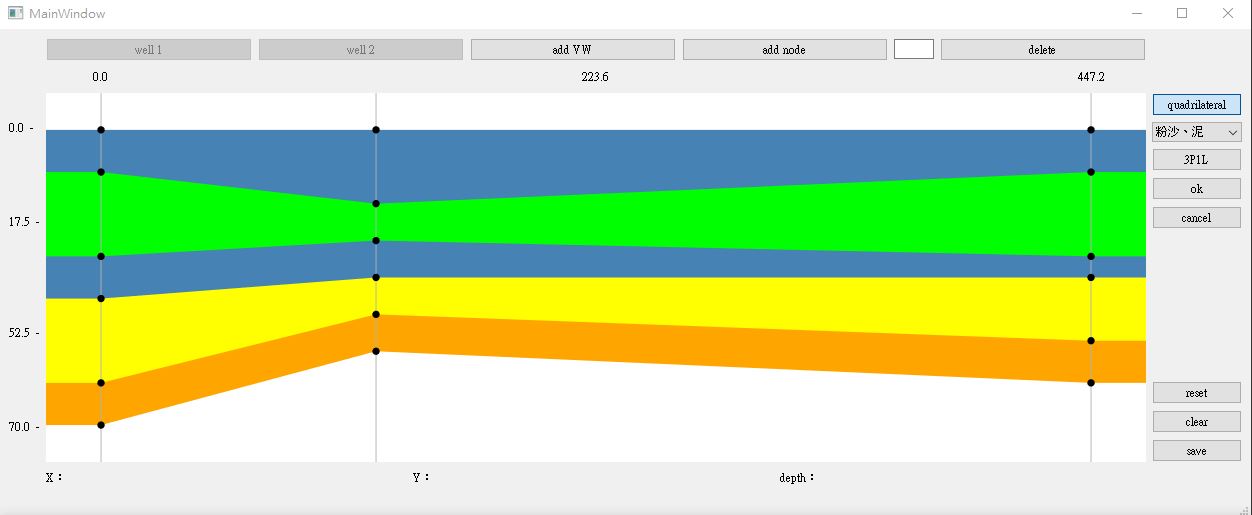 MainWindow
well 1 well 2 add VW add node delete
0.0 223.6 447.2
quadrilateral
0.0 -
粉沙、泥
3P1L
ok
17.5 -
cancel
52.5 -
reset
clear
70.0 -
save
X： Y： depth：